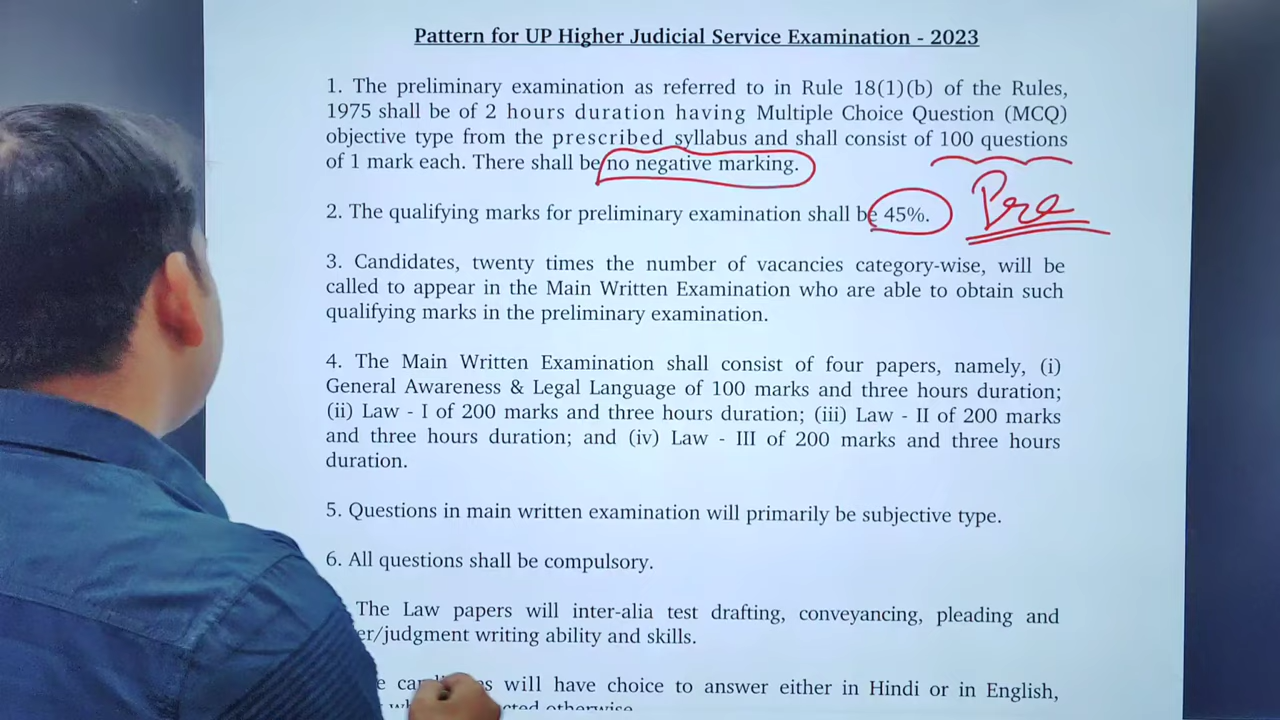 Pattern for UP Higher Judicial Service Examination - 2023
1. The preliminary examination as referred to in Rule 18(1)(b) of the Rules,
1975 shall be of 2 hours duration having Multiple Choice Question (MCQ)
objective type from the prescribed syllabus and shall consist of 100 questions
of 1 mark each. There shall be no negative marking.
2. The qualifying marks for preliminary examination shall be 45%.
Pre
3. Candidates, twenty times the number of vacancies category-wise, will be
called to appear in the Main Written Examination who are able to obtain such
qualifying marks in the preliminary examination.
4. The Main Written Examination shall consist of four papers, namely, (i)
General Awareness & Legal Language of 100 marks and three hours duration;
(ii) Law - I of 200 marks and three hours duration; (iii) Law - II of 200 marks
and three hours duration; and (iv) Law - III of 200 marks and three hours
duration.
5. Questions in main written examination will primarily be subjective type.
6. All questions shall be compulsory.
The Law papers will inter-alia test drafting, conveyancing, pleading and
er/judgment writing ability and skills.
will have choice to answer either in Hindi or in English,
otherwise